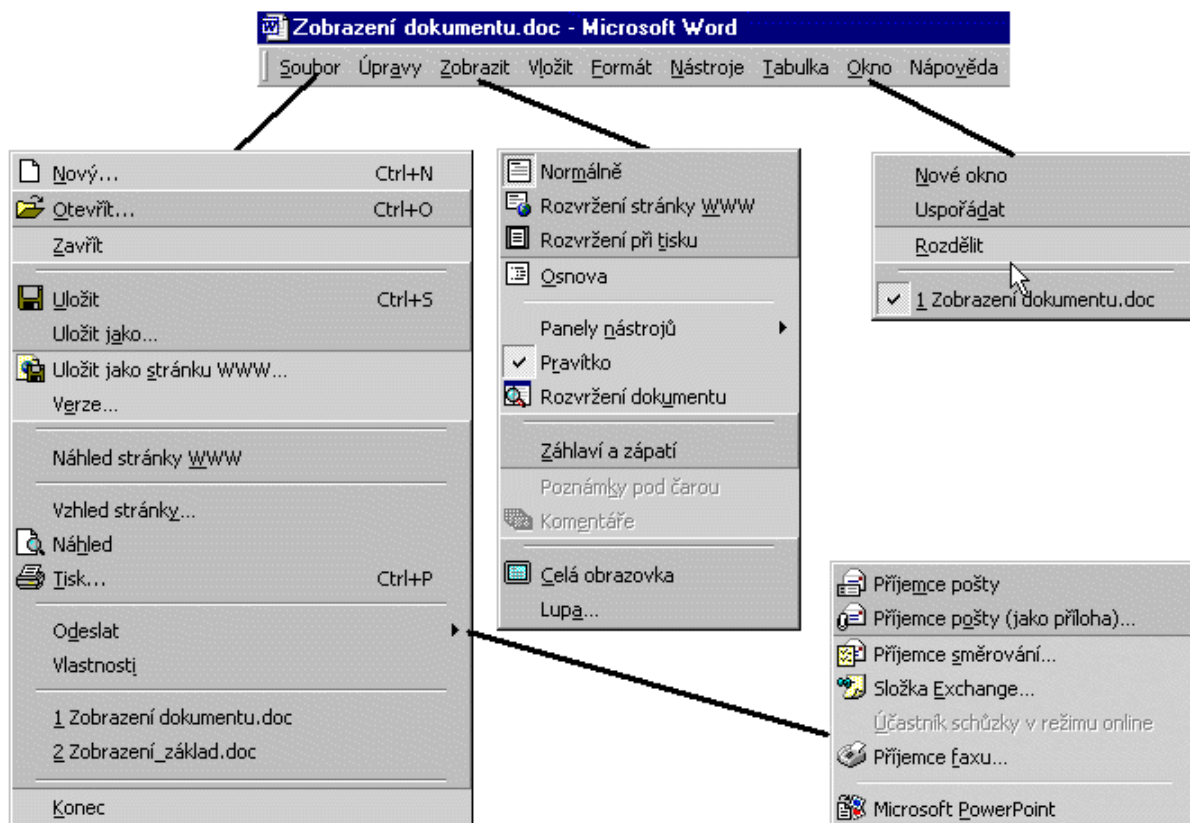 Zobrazení dokumentu.doc - Microsoft Word
Soubor Úpravy Zobrazit Vložit Formát Nástroje Tabulka Okno Nápověda
Nový... Ctrl+N
Otevřít... Ctrl+O
Zavřít
Uložit Ctrl+S
Uložit jako...
Uložit jako stránku WWW...
Verze...
Náhled stránky WWW
Vzhled stránky...
Náhled
Tisk... Ctrl+P
Odeslat
Vlastnosti
1 Zobrazení dokumentu.doc
2 Zobrazení_základ.doc
Konec
Normálně
Rozvržení stránky WWW
Rozvržení při tisku
Osnova
Panely nástrojů
Pravítko
Rozvržení dokumentu
Záhlaví a zápatí
Poznámky pod čarou
Komentáře
Celá obrazovka
Lupa...
Nové okno
Uspořádat
Rozdělit
1 Zobrazení dokumentu.doc
Příjemce pošty
Příjemce pošty (jako příloha)...
Příjemce směrování...
Složka Exchange...
Účastník schůzky v režimu online
Příjemce faxu...
Microsoft PowerPoint